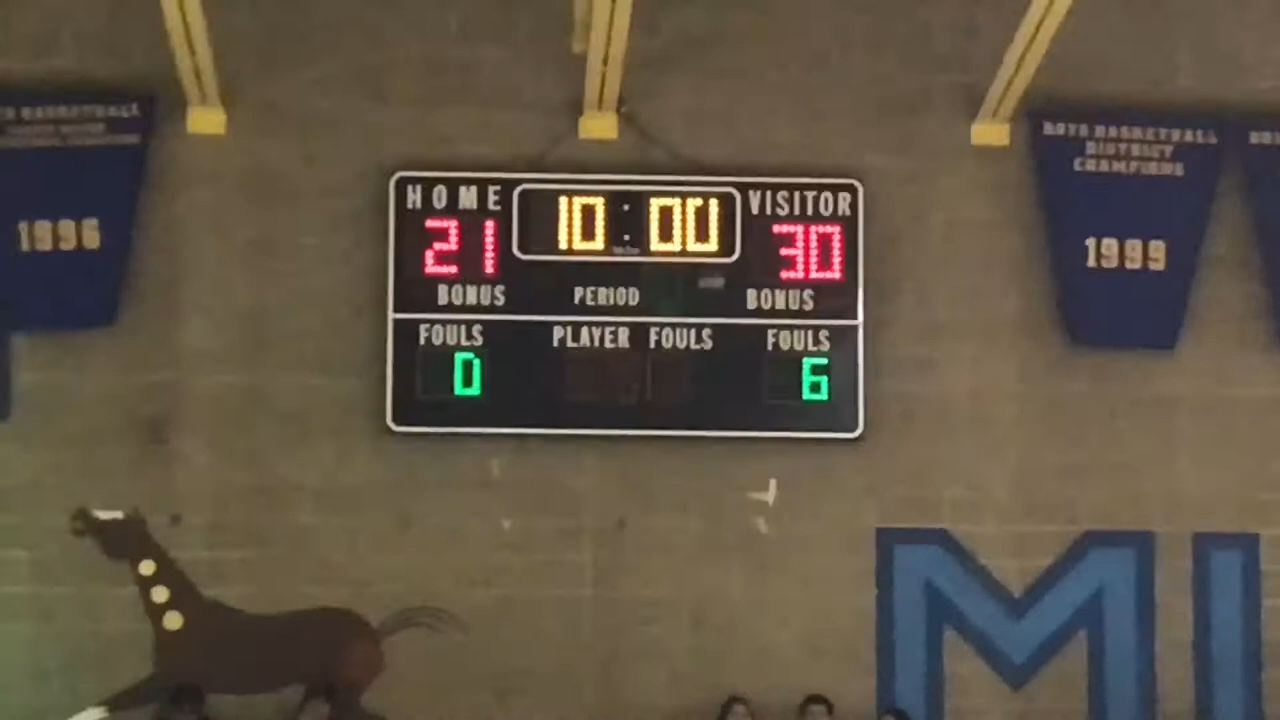 BASKETBALL
1996
HOME
10:00
VISITOR
21
30
BONUS
PERIOD
BONUS
FOULS
PLAYER FOULS
FOULS
0
6
BOYS BASKETBALL
DISTRICT
CHAMPIONS
1999
MI